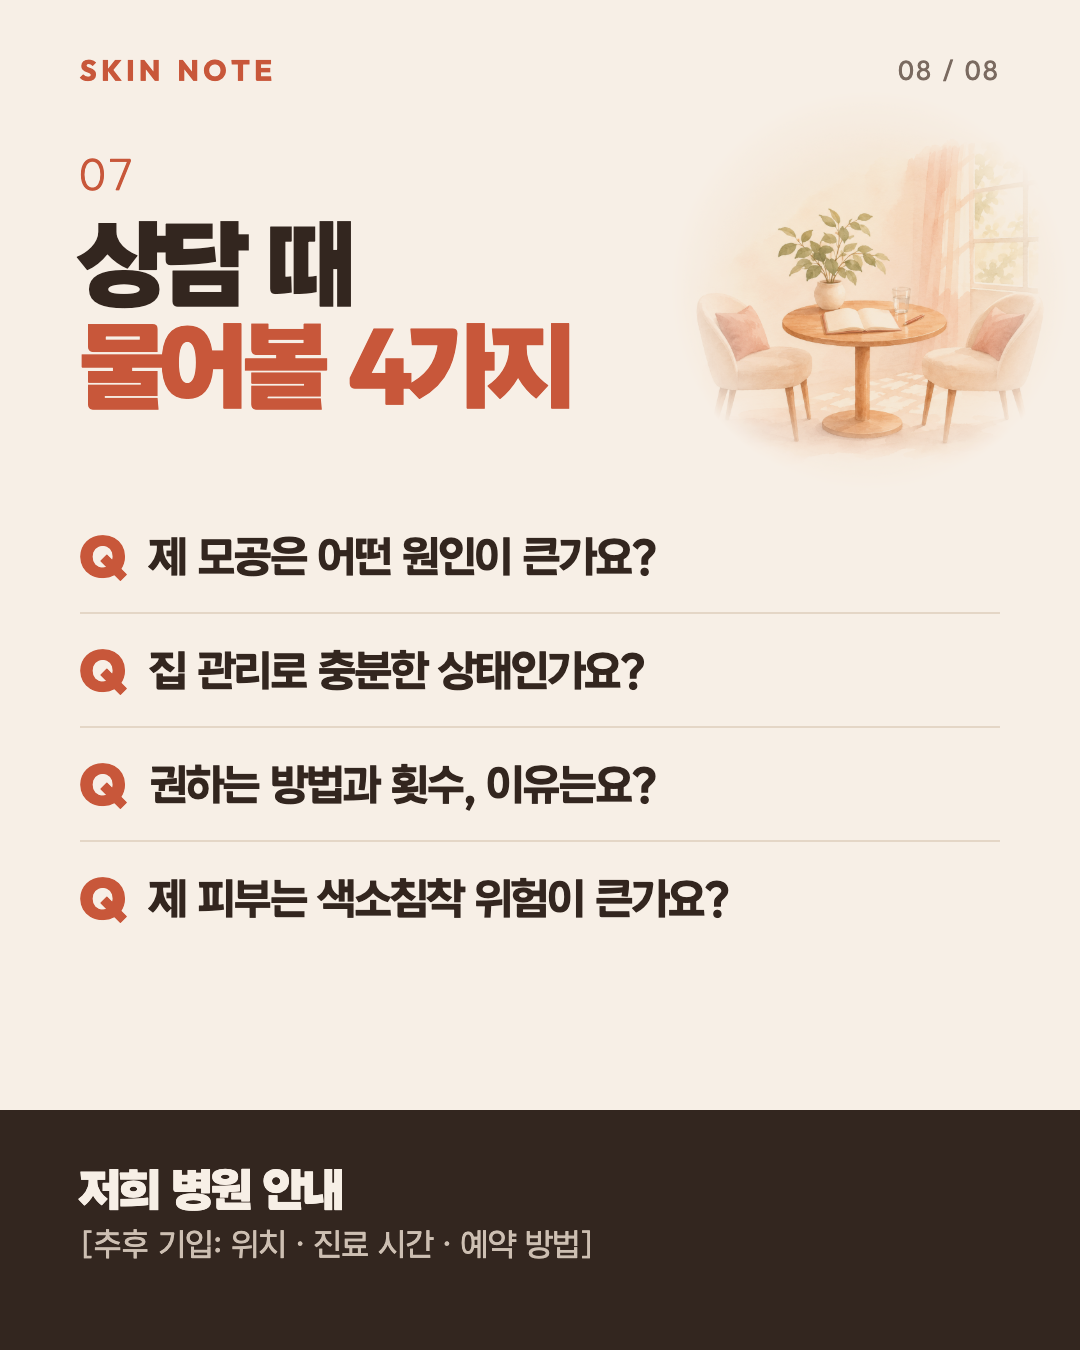 SKIN NOTE
08 / 08
07
상담 때
물어볼 4가지
Q 제 모공은 어떤 원인이 큰가요?
Q 집 관리로 충분한 상태인가요?
Q 권하는 방법과 횟수, 이유는요?
Q 제 피부는 색소침착 위험이 큰가요?
저희 병원 안내
[추후 기입: 위치 · 진료 시간 · 예약 방법]